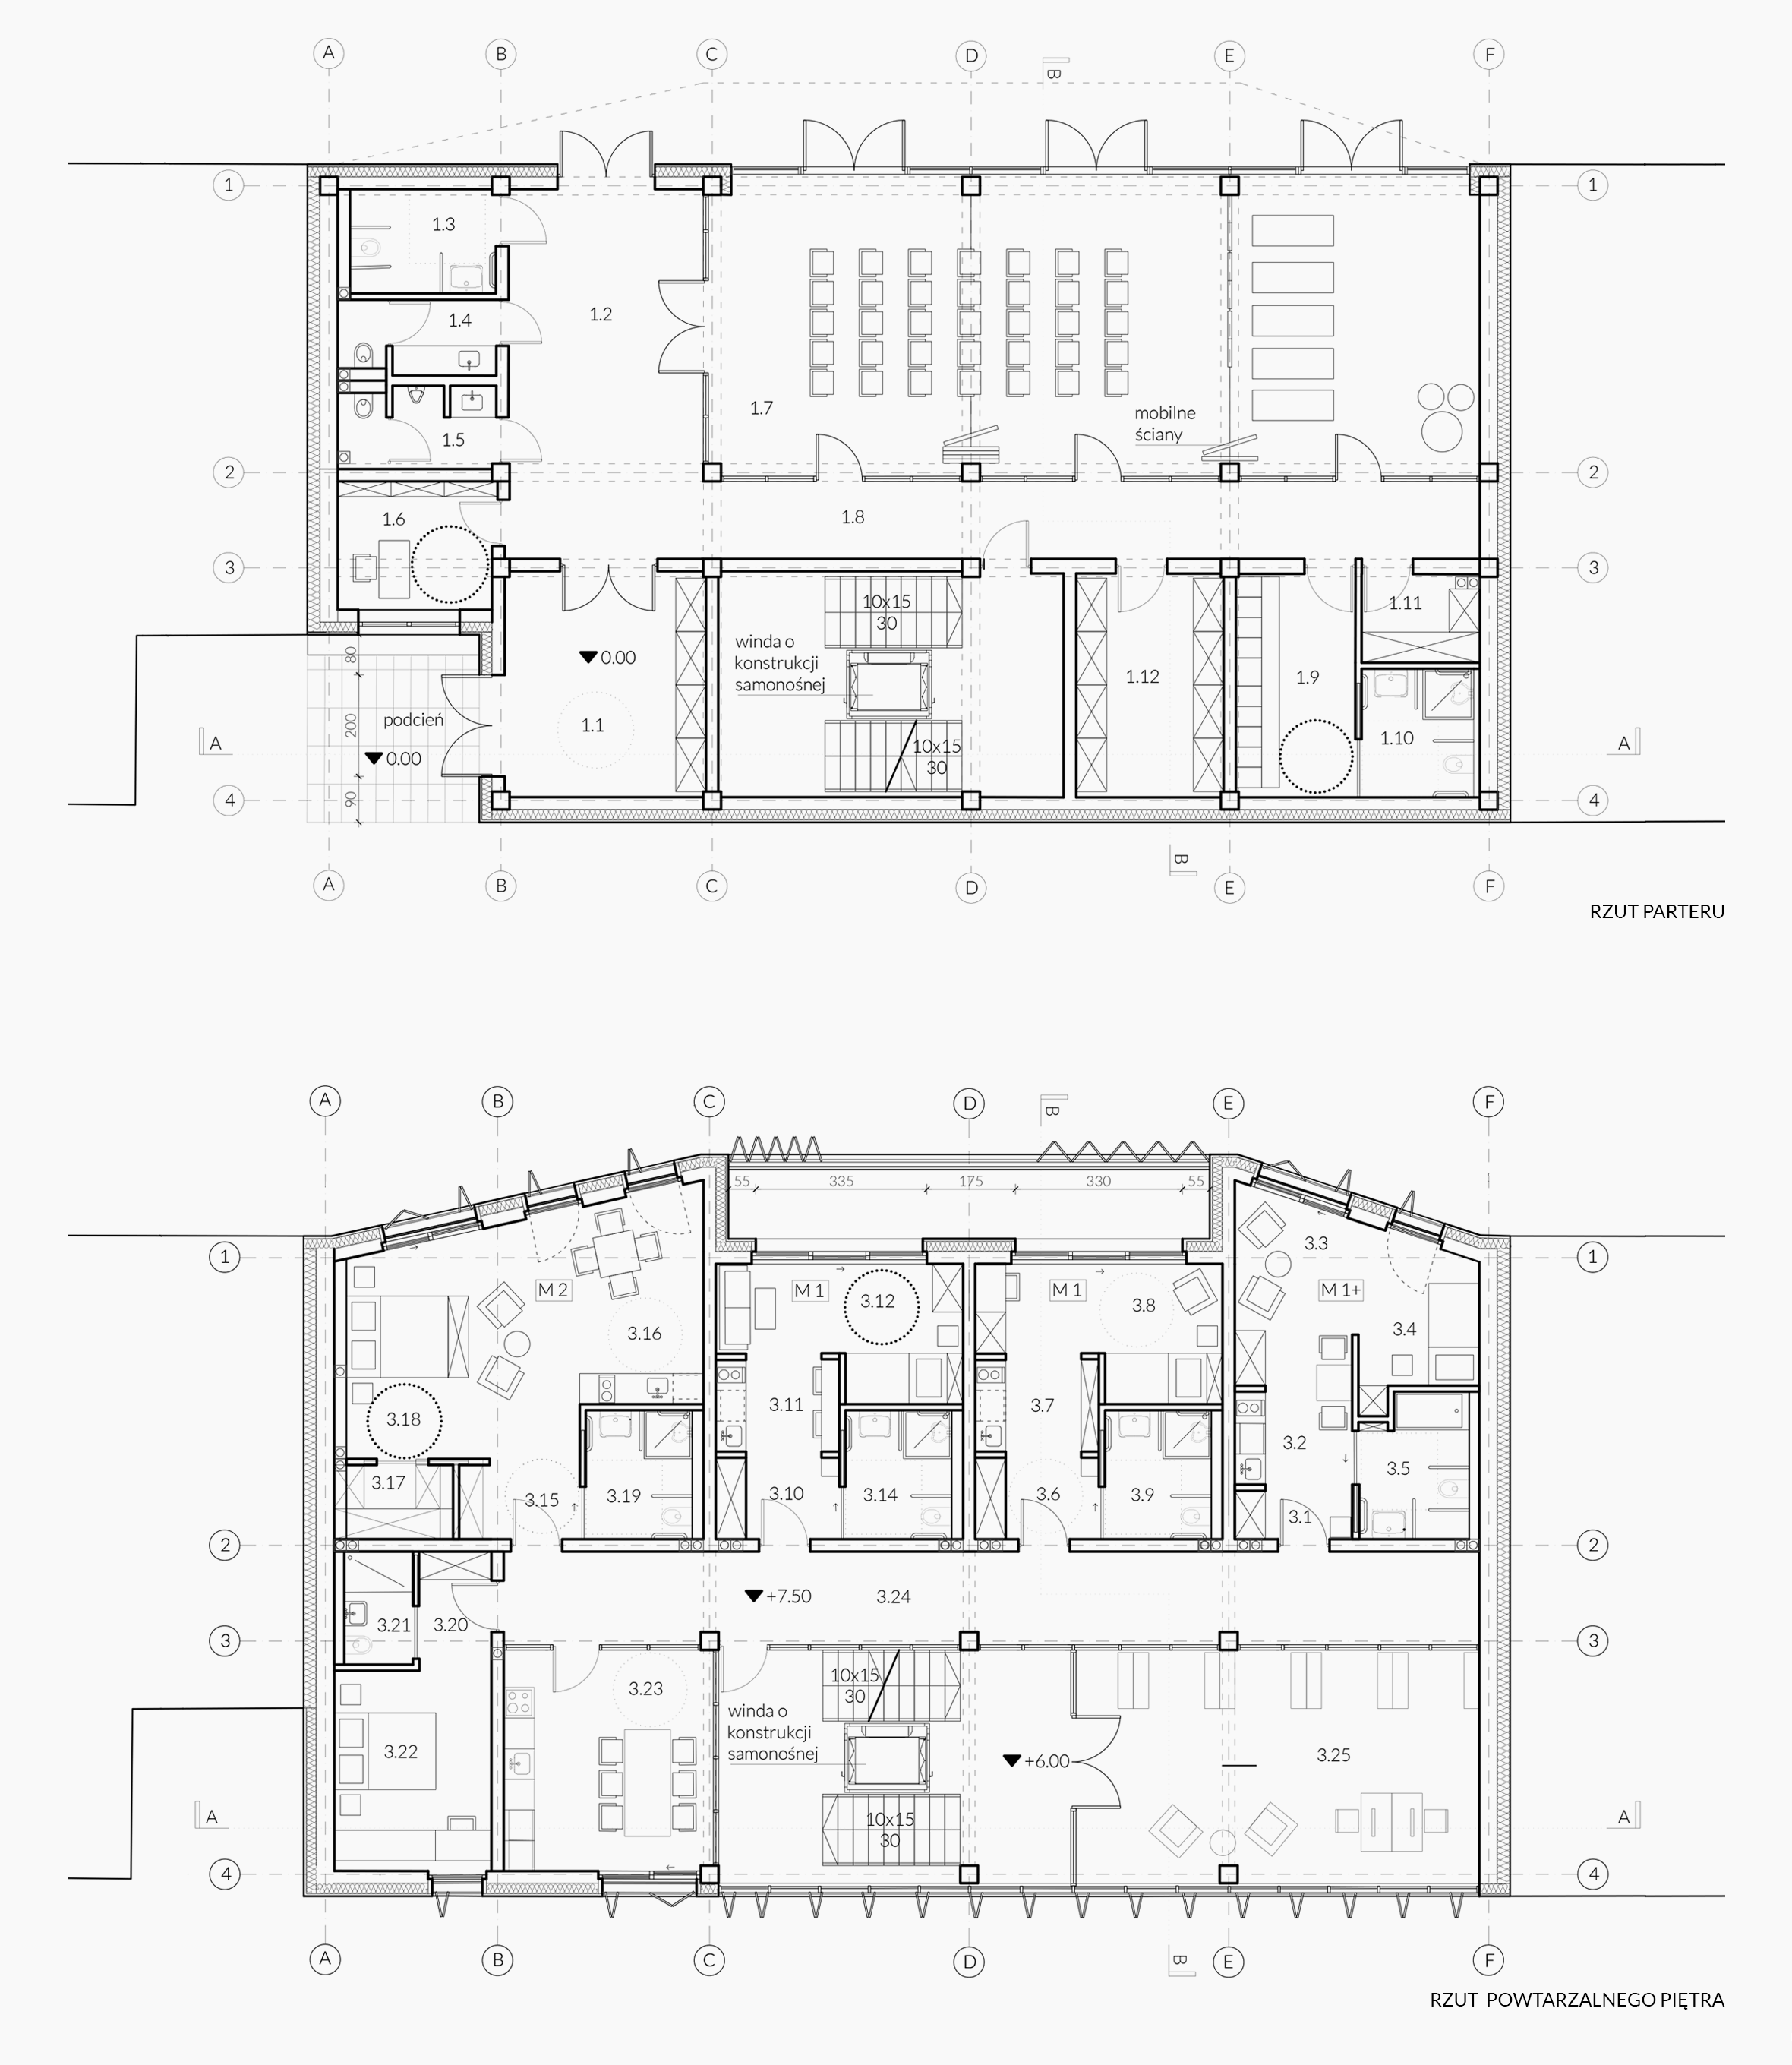 A B C D E F
B
1 1
1.3
1.4
1.2
1.7
mobilne
ściany
1.5
2 2
1.6
1.8
3 3
10x15
30
1.11
winda o
konstrukcji
samonośnej
0.00
80
1.12
1.9
podcień
200
1.1
1.10
A A
0.00
10x15
30
90
4 4
B
A B C D E F
RZUT PARTERU
A B C D E F
B
55 335 175 330 55
1 1
3.3
M 2
M 1
3.12
M 1
3.8
M 1+
3.16
3.4
3.18
3.11
3.7
3.2
3.17
3.15
3.19
3.10
3.14
3.6
3.9
3.5
3.1
2 2
+7.50
3.24
3.21
3.20
3 3
10x15
30
3.23
winda o
konstrukcji
samonośnej
3.22
+6.00
3.25
A A
10x15
30
4 4
B
A B C D E F
RZUT POWTARZALNEGO PIĘTRA